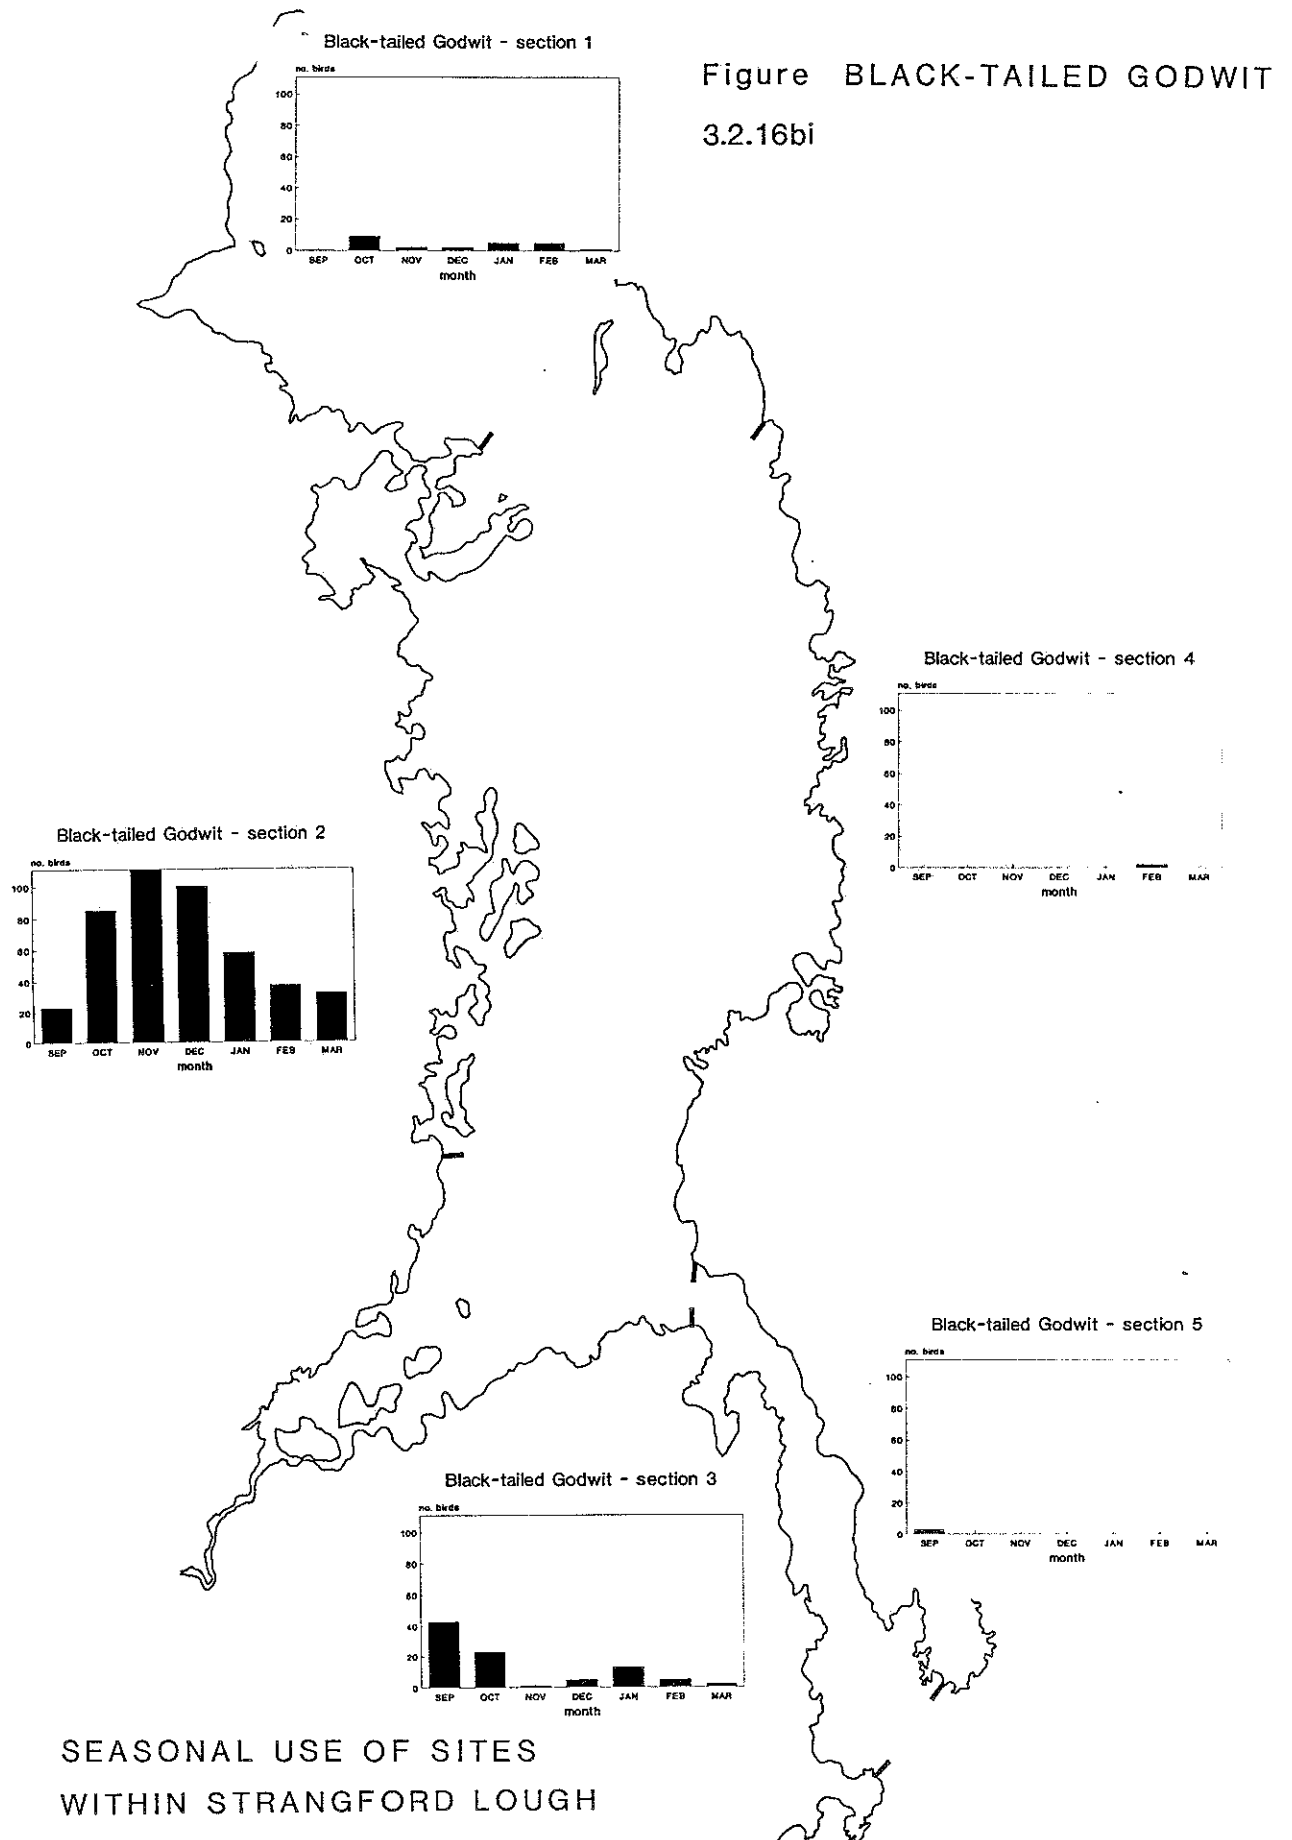 Figure BLACK-TAILED GODWIT
3.2.16bi
Black-tailed Godwit - section 1
no. birds
100
80
60
40
20
0
SEP OCT NOV DEC JAN FEB MAR
month
Black-tailed Godwit - section 4
no. birds
100
80
60
40
20
0
SEP OCT NOV DEC JAN FEB MAR
month
Black-tailed Godwit - section 2
no. birds
100
80
60
40
20
0
SEP OCT NOV DEC JAN FEB MAR
month
Black-tailed Godwit - section 5
no. birds
100
80
60
40
20
0
SEP OCT NOV DEC JAN FEB MAR
month
Black-tailed Godwit - section 3
no. birds
100
80
60
40
20
0
SEP OCT NOV DEC JAN FEB MAR
month
SEASONAL USE OF SITES
WITHIN STRANGFORD LOUGH